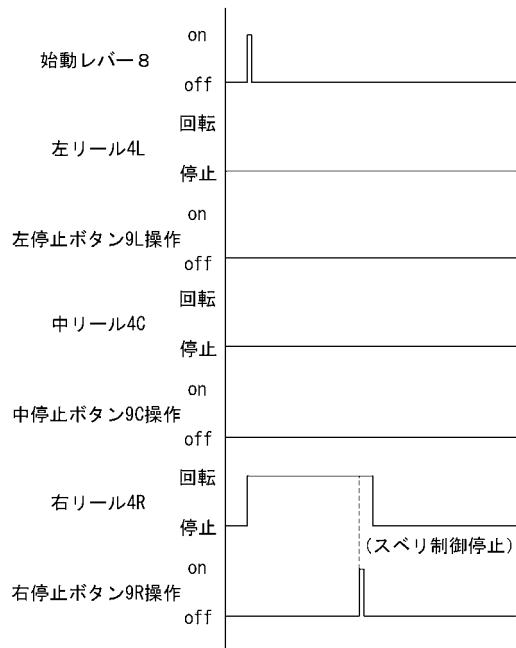 on
始動レバー８
off
回転
左リール4L
停止
on
左停止ボタン9L操作
off
回転
中リール4C
停止
on
中停止ボタン9C操作
off
回転
右リール4R
停止
(スベリ制御停止)
on
右停止ボタン9R操作
off